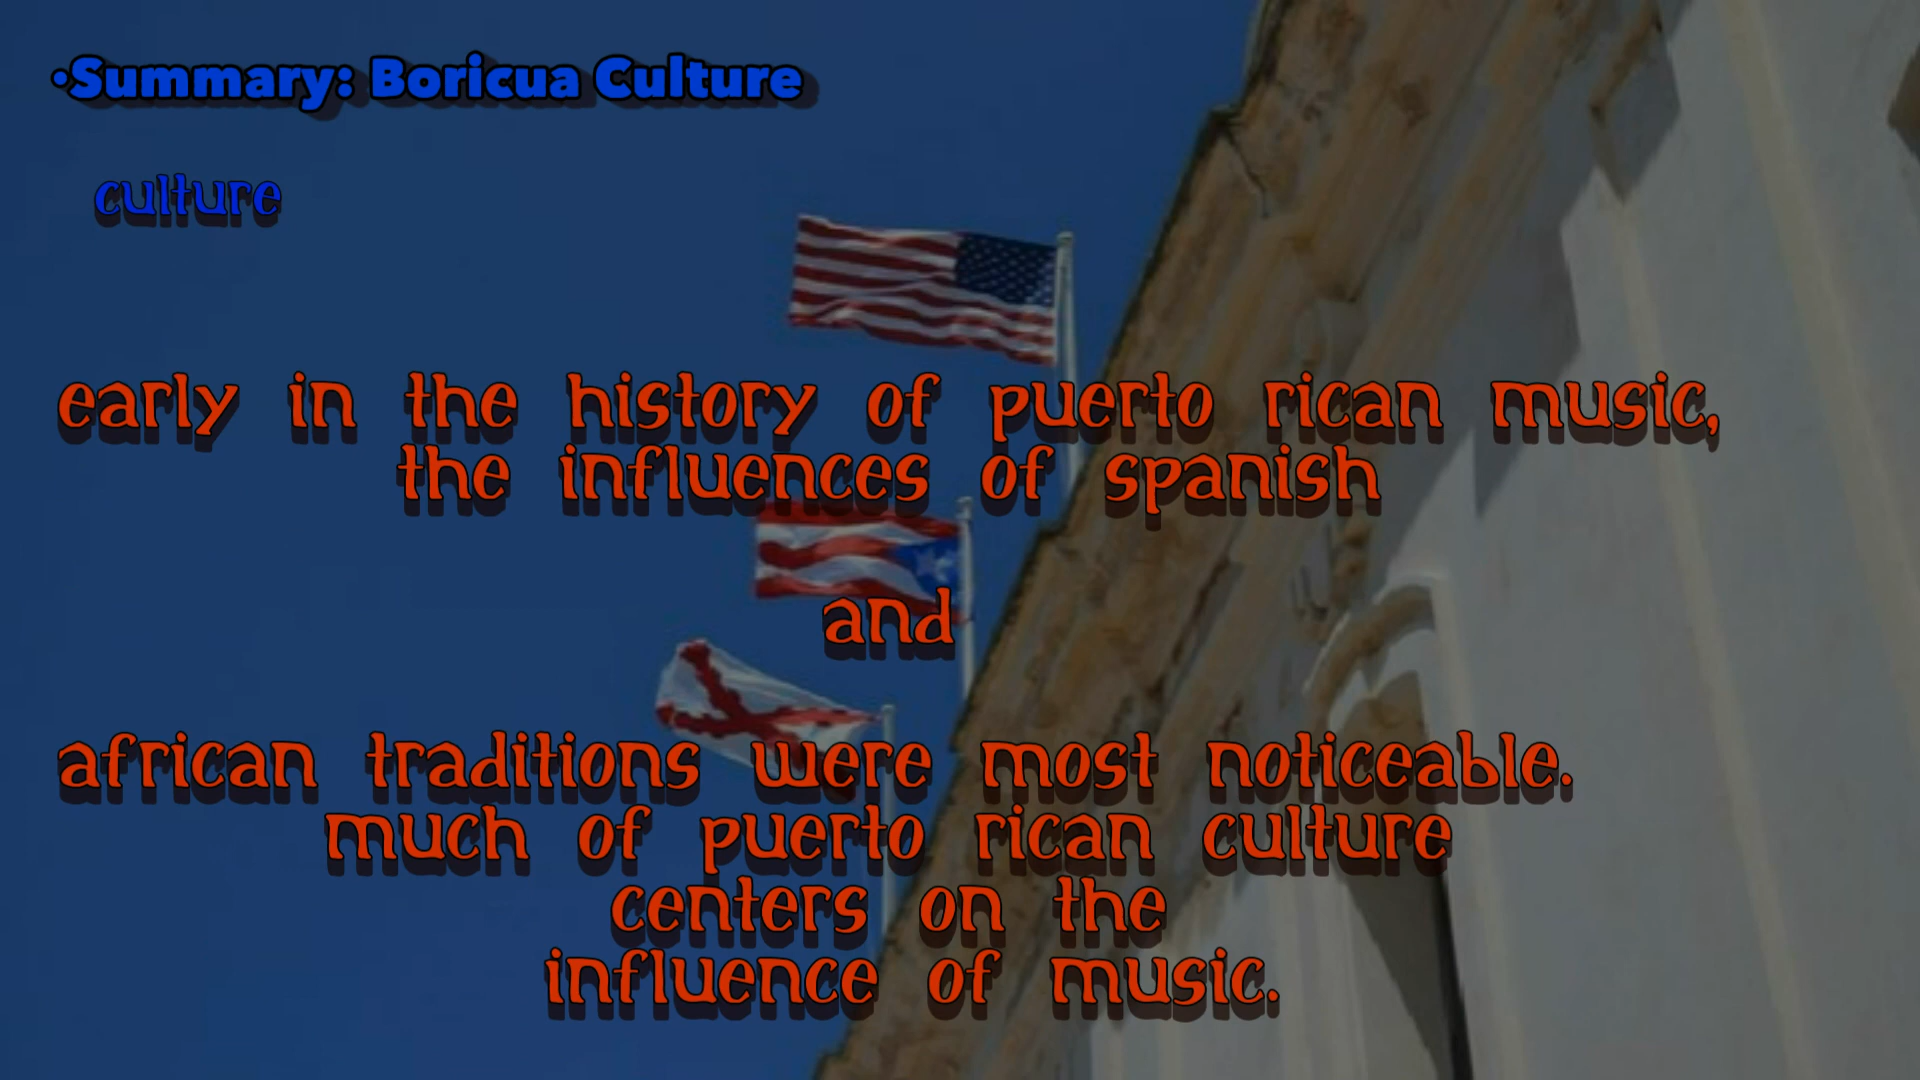 •Summary: Boricua Culture
culture
early in the history of puerto rican music,
the influences of spanish
and
african traditions were most noticeable.
much of puerto rican culture
centers on the
influence of music.